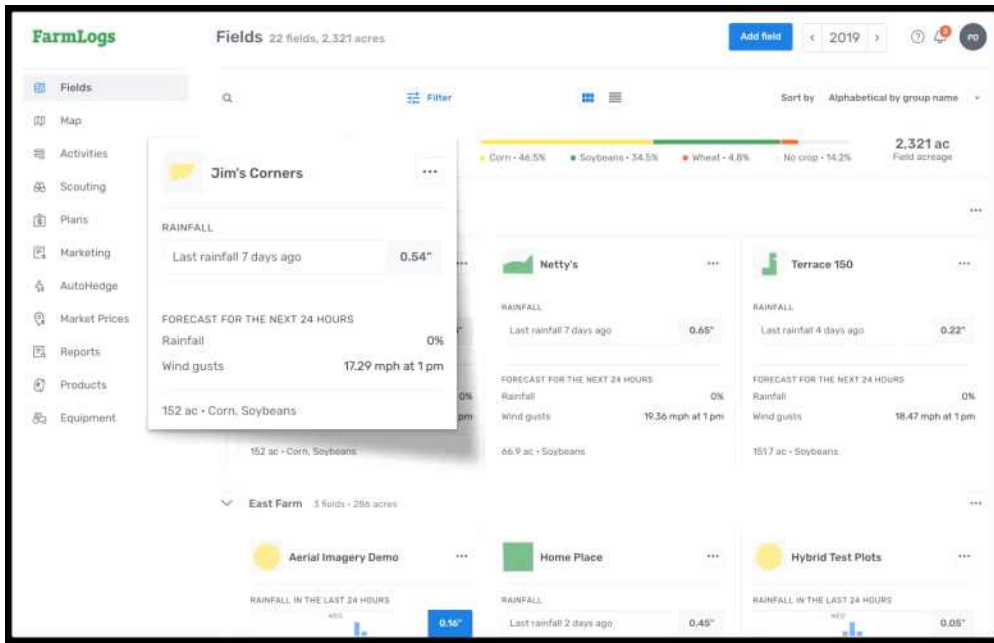 FarmLogs
Fields 22 fields, 2,321 acres
Add field
2019
PD
Fields
Map
Activities
Scouting
Plans
Marketing
AutoHedge
Market Prices
Reports
Products
Equipment
Filter
Sort by Alphabetical by group name
Corn • 46.5%
Soybeans • 34.5%
Wheat • 4.8%
No crop • 14.2%
2,321 ac
Field acreage
Jim's Corners
RAINFALL
Last rainfall 7 days ago 0.54"
FORECAST FOR THE NEXT 24 HOURS
Rainfall 0%
Wind gusts 17.29 mph at 1 pm
152 ac • Corn, Soybeans
0%
pm
152 ac • Corn, Soybeans
Netty's
RAINFALL
Last rainfall 7 days ago 0.65"
FORECAST FOR THE NEXT 24 HOURS
Rainfall 0%
Wind gusts 19.36 mph at 1 pm
66.9 ac • Soybeans
Terrace 150
RAINFALL
Last rainfall 4 days ago 0.22"
FORECAST FOR THE NEXT 24 HOURS
Rainfall 0%
Wind gusts 18.47 mph at 1 pm
151.7 ac • Soybeans
East Farm 3 fields • 286 acres
Aerial Imagery Demo
RAINFALL IN THE LAST 24 HOURS
WED
0.16"
Home Place
RAINFALL
Last rainfall 2 days ago 0.45"
Hybrid Test Plots
RAINFALL IN THE LAST 24 HOURS
WED
0.05"